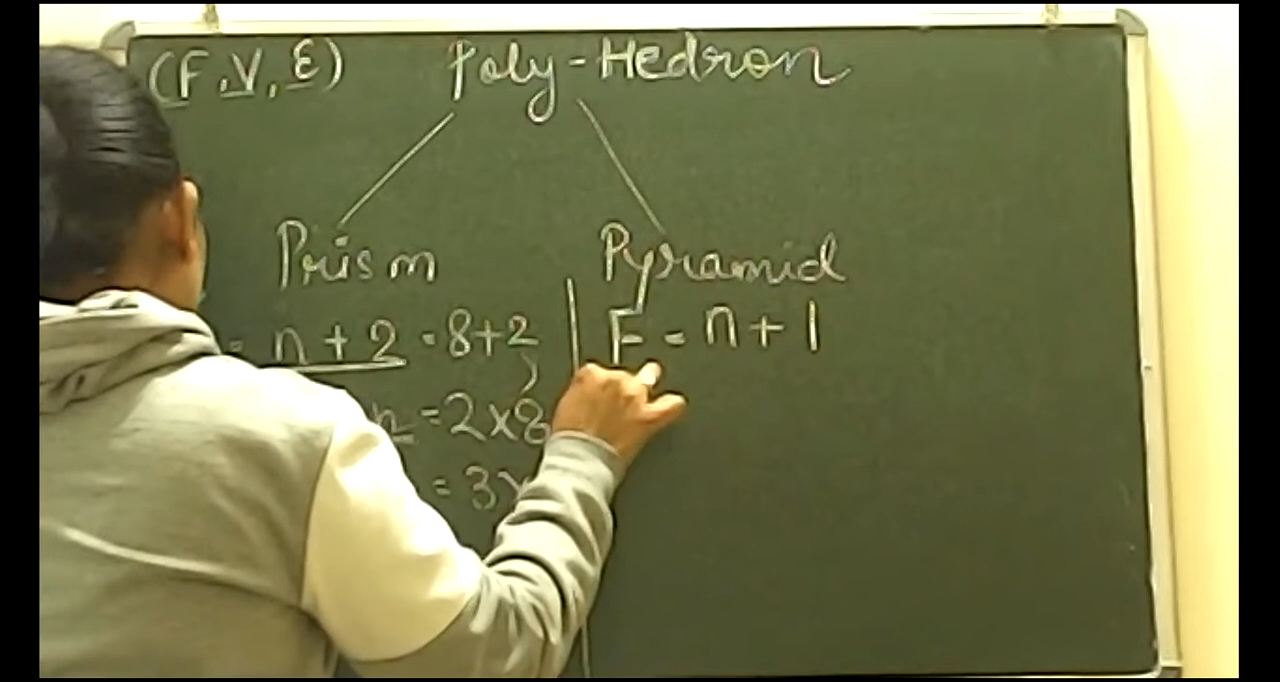 (F, V, E) Poly-Hedron
Prism Pyramid
= n + 2 = 8+2 F = n + 1
n = 2×8
= 3×